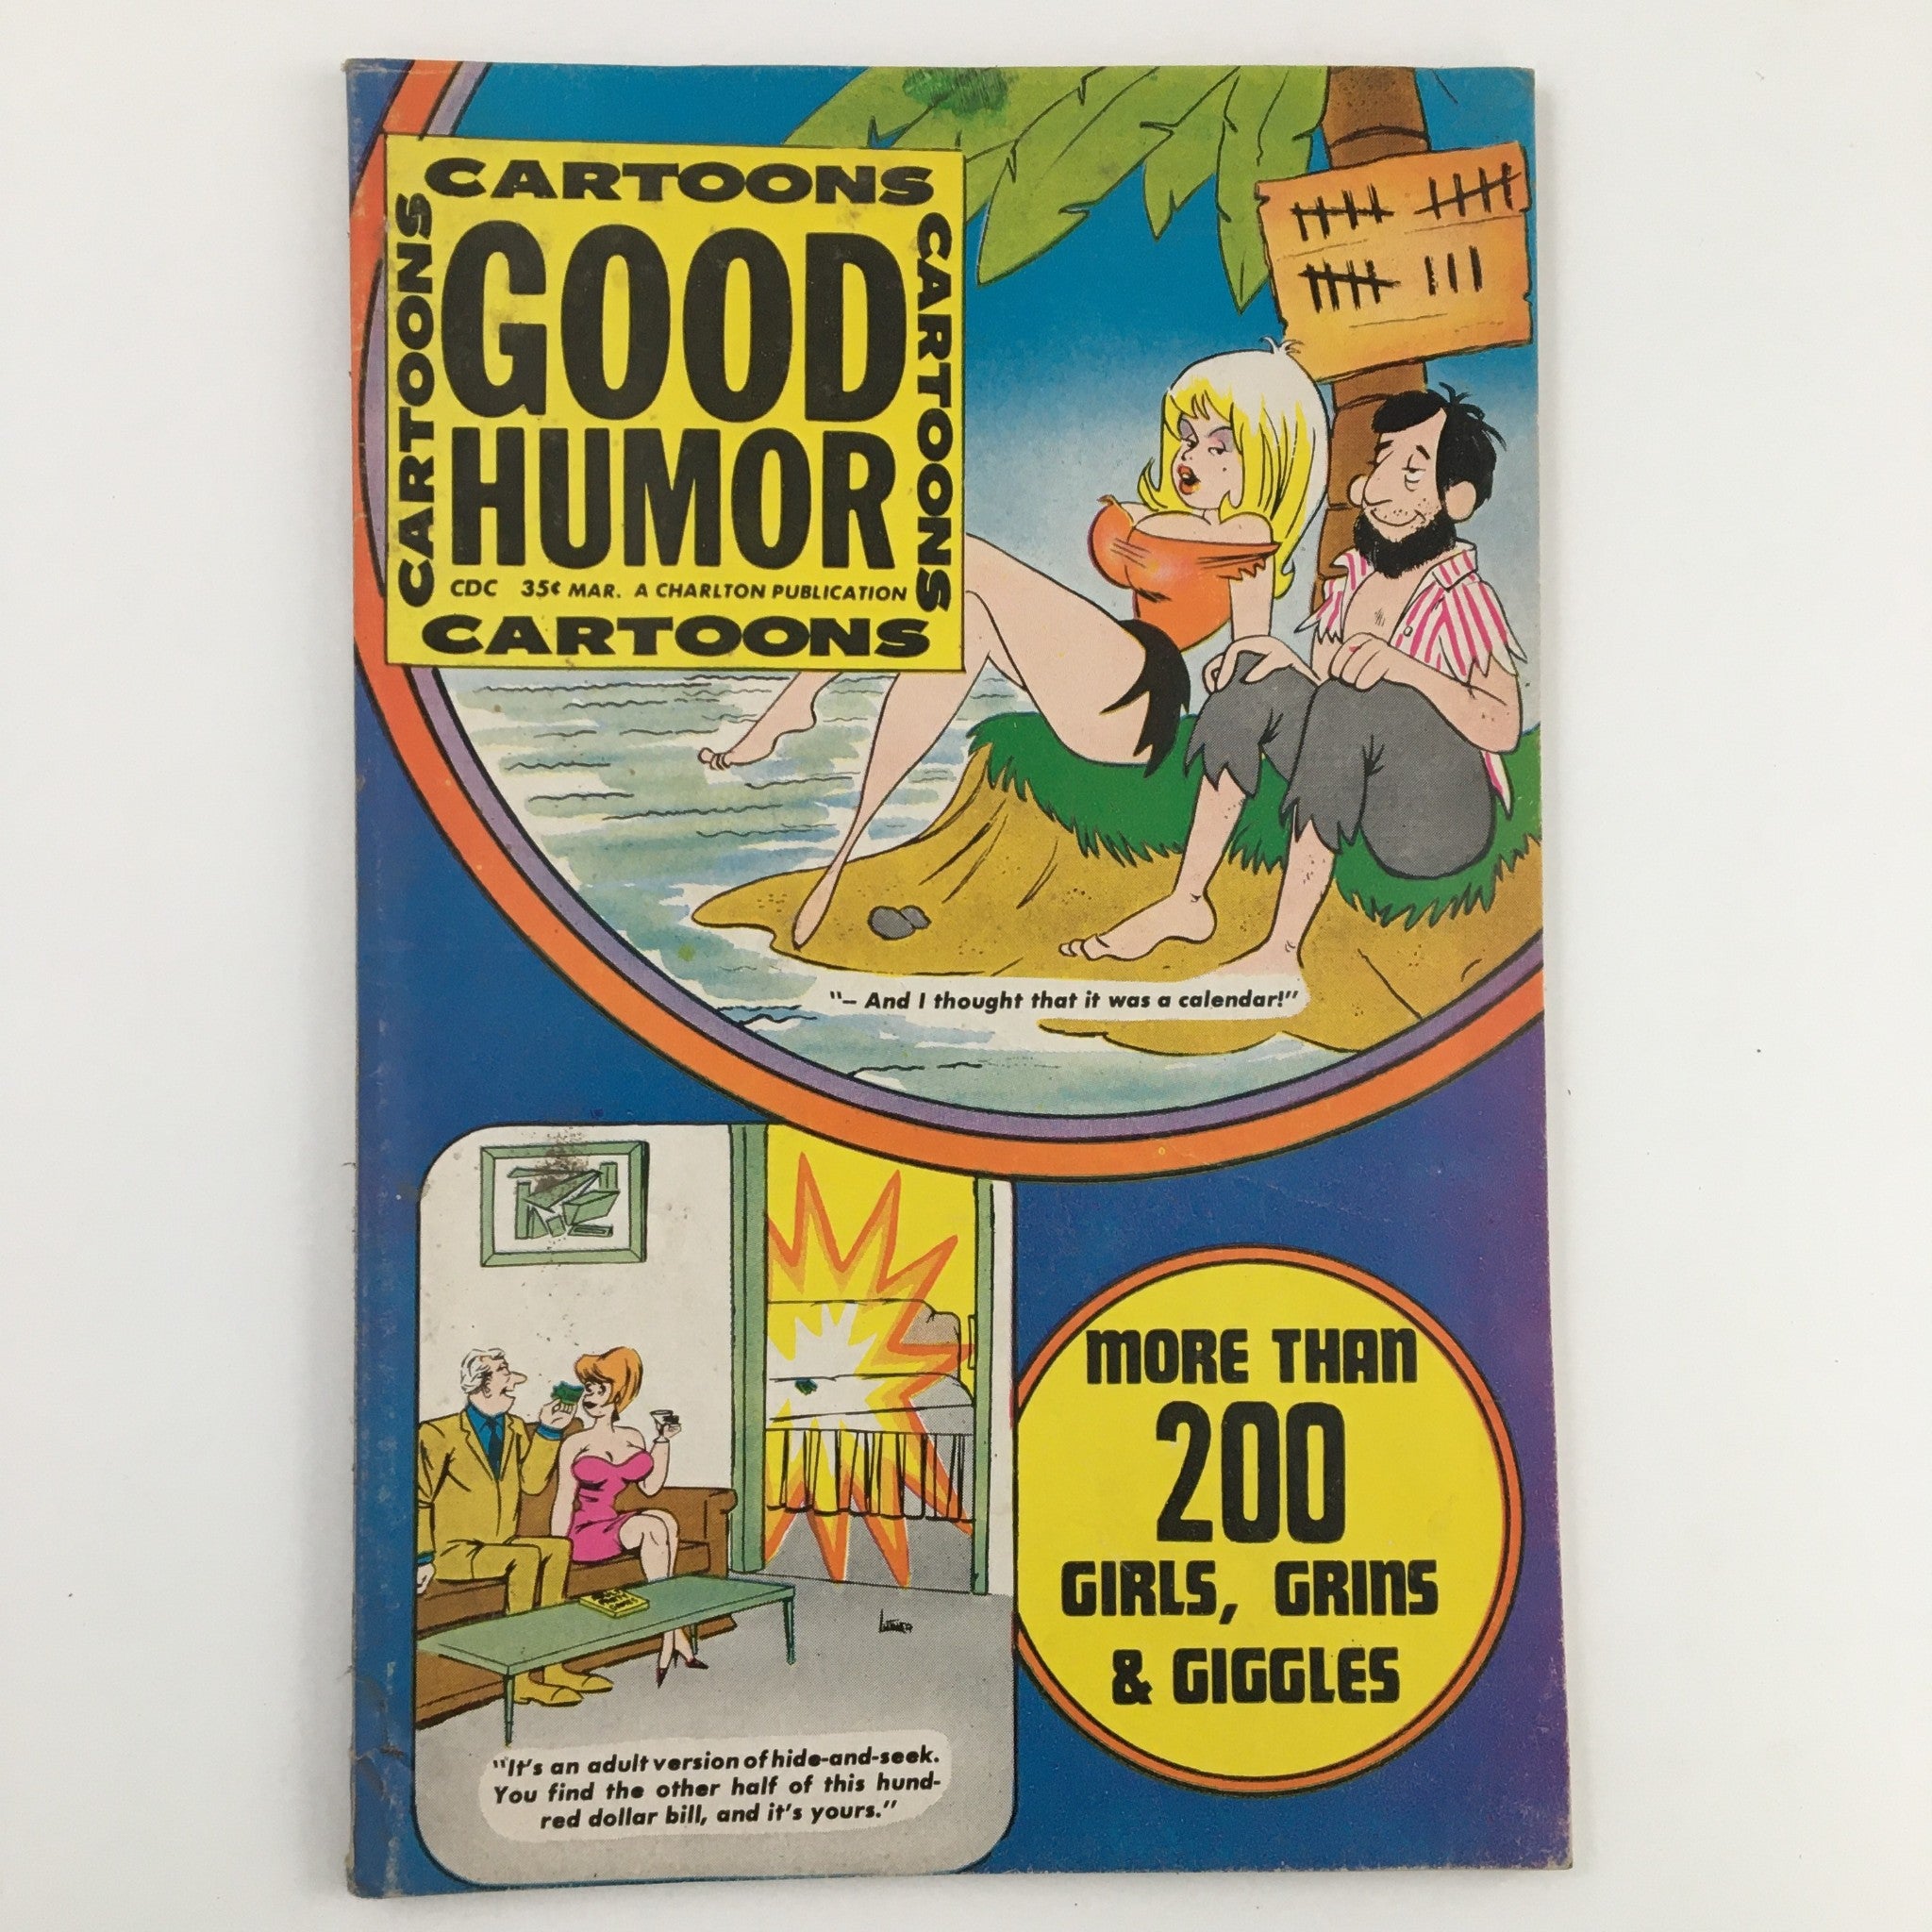 CARTOONS
CARTOONS
GOOD
HUMOR
CARTOONS
CDC 35¢ MAR. A CHARLTON PUBLICATION
CARTOONS
"— And I thought that it was a calendar!"
"It's an adult version of hide-and-seek.
You find the other half of this hund-
red dollar bill, and it's yours."
MORE THAN
200
GIRLS, GRINS
& GIGGLES